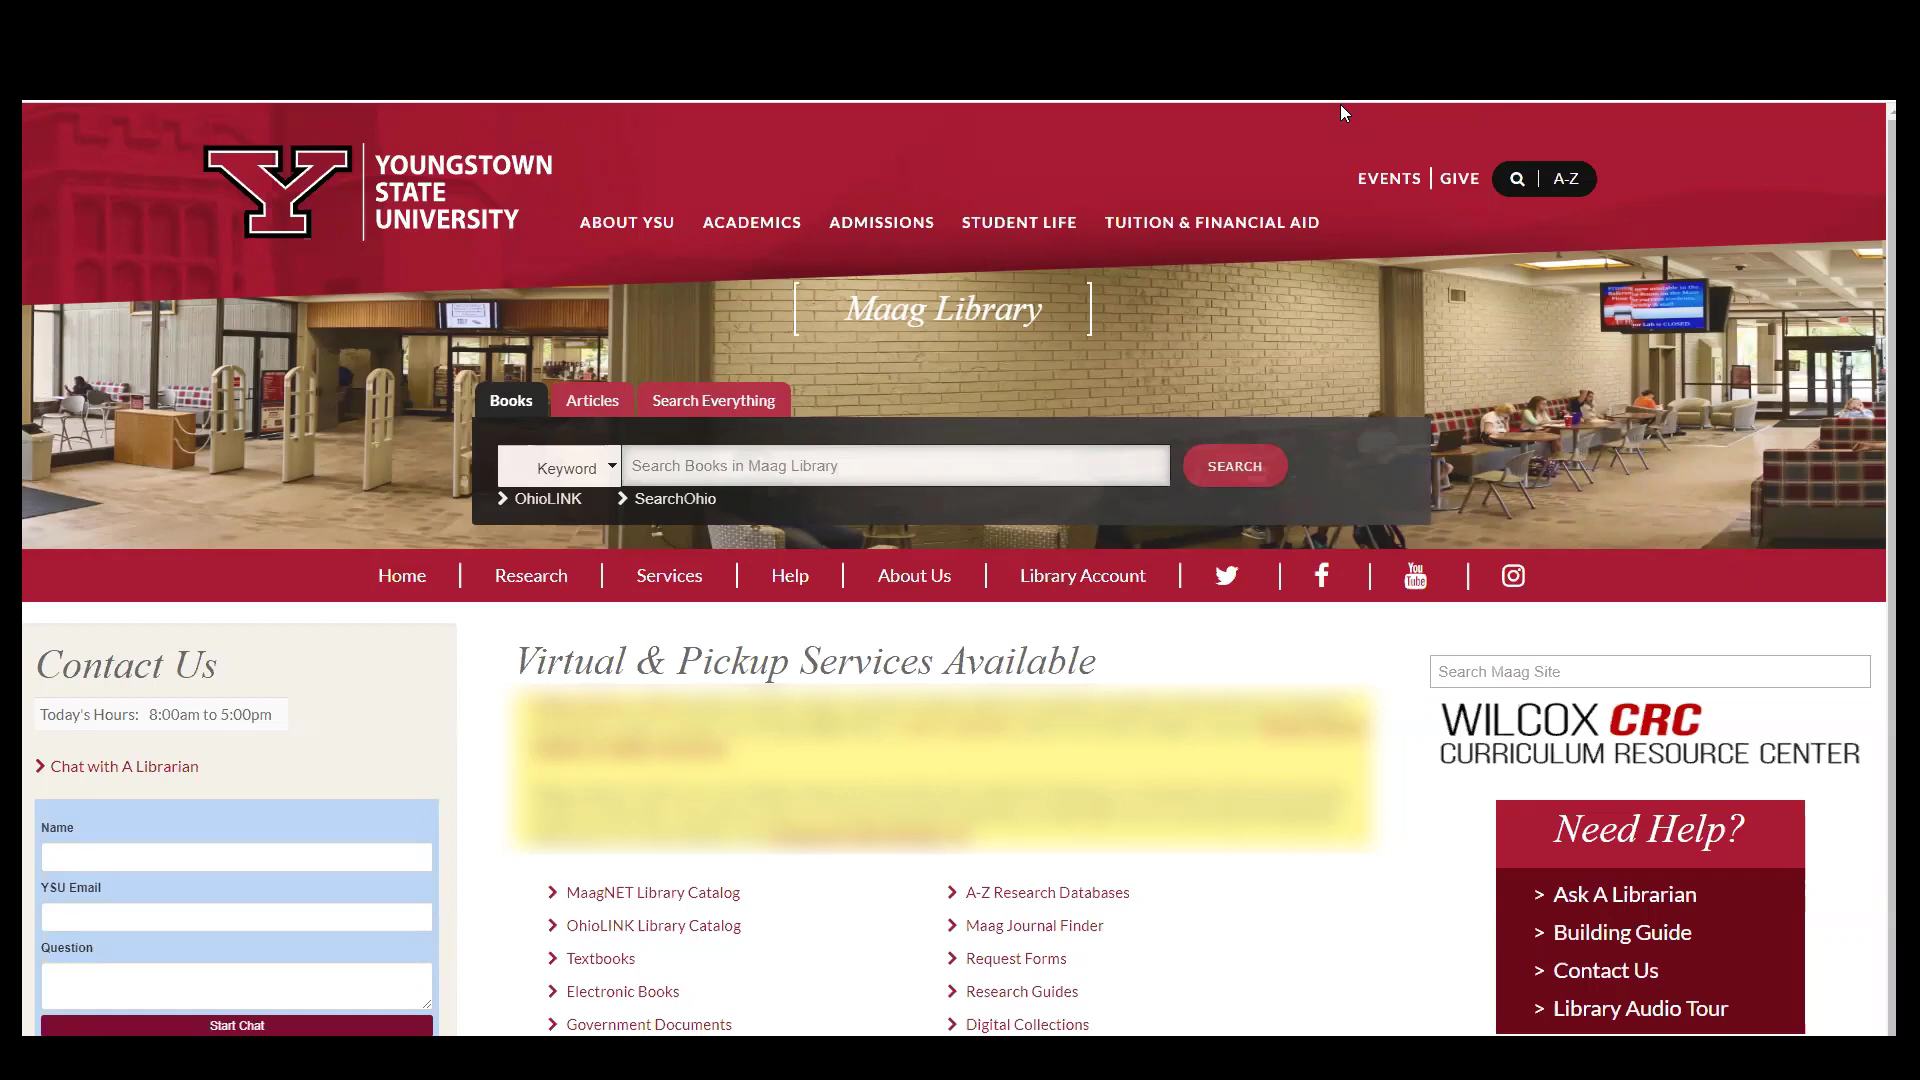 YOUNGSTOWN
STATE
UNIVERSITY
EVENTS GIVE A-Z
ABOUT YSU ACADEMICS ADMISSIONS STUDENT LIFE TUITION & FINANCIAL AID
Maag Library
Books Articles Search Everything
Keyword Search Books in Maag Library SEARCH
OhioLINK SearchOhio
Home Research Services Help About Us Library Account You Tube
Contact Us
Today's Hours: 8:00am to 5:00pm
> Chat with A Librarian
Name
YSU Email
Question
Start Chat
Virtual & Pickup Services Available
MaagNET Library Catalog
OhioLINK Library Catalog
Textbooks
Electronic Books
Government Documents
A-Z Research Databases
Maag Journal Finder
Request Forms
Research Guides
Digital Collections
Search Maag Site
WILCOX CRC
CURRICULUM RESOURCE CENTER
Need Help?
> Ask A Librarian
> Building Guide
> Contact Us
> Library Audio Tour